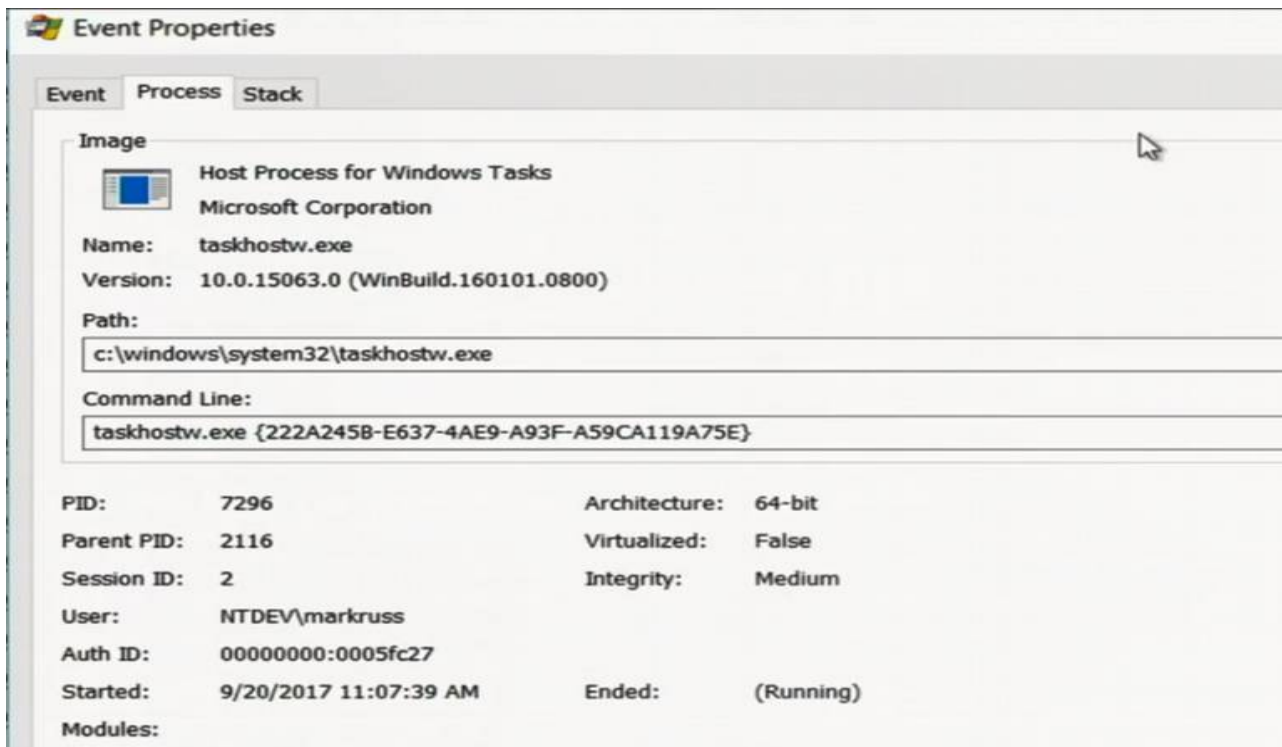 Event Properties
Event Process Stack
Image
Host Process for Windows Tasks
Microsoft Corporation
Name: taskhostw.exe
Version: 10.0.15063.0 (WinBuild.160101.0800)
Path:
c:\windows\system32\taskhostw.exe
Command Line:
taskhostw.exe {222A245B-E637-4AE9-A93F-A59CA119A75E}
PID: 7296 Architecture: 64-bit
Parent PID: 2116 Virtualized: False
Session ID: 2 Integrity: Medium
User: NTDEV\markruss
Auth ID: 00000000:0005fc27
Started: 9/20/2017 11:07:39 AM Ended: (Running)
Modules: